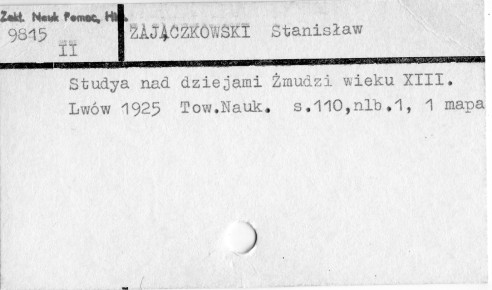 Zakł. Nauk Pomoc. His.
9815 ZAJĄCZKOWSKI Stanisław
II
Studya nad dziejami Żmudzi wieku XIII.
Lwów 1925 Tow.Nauk. s.110,nlb.1, 1 mapa